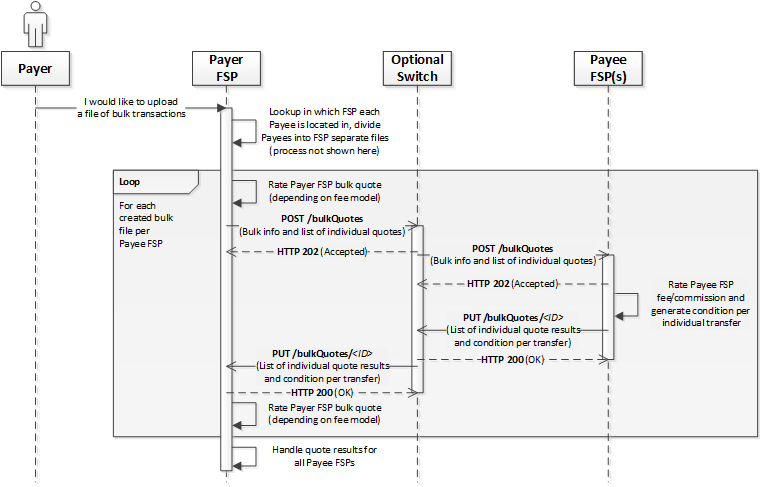 Payer
Payer
FSP
Optional
Switch
Payee
FSP(s)
I would like to upload
a file of bulk transactions
Lookup in which FSP each
Payee is located in, divide
Payees into FSP separate files
(process not shown here)
Loop
For each
created bulk
file per
Payee FSP
Rate Payer FSP bulk quote
(depending on fee model)
POST /bulkQuotes
(Bulk info and list of individual quotes)
HTTP 202 (Accepted)
POST /bulkQuotes
(Bulk info and list of individual quotes)
HTTP 202 (Accepted)
Rate Payee FSP
fee/commission and
generate condition per
individual transfer
PUT /bulkQuotes/<ID>
(List of individual quote results
and condition per transfer)
HTTP 200 (OK)
PUT /bulkQuotes/<ID>
(List of individual quote results
and condition per transfer)
HTTP 200 (OK)
Rate Payer FSP bulk quote
(depending on fee model)
Handle quote results for
all Payee FSPs